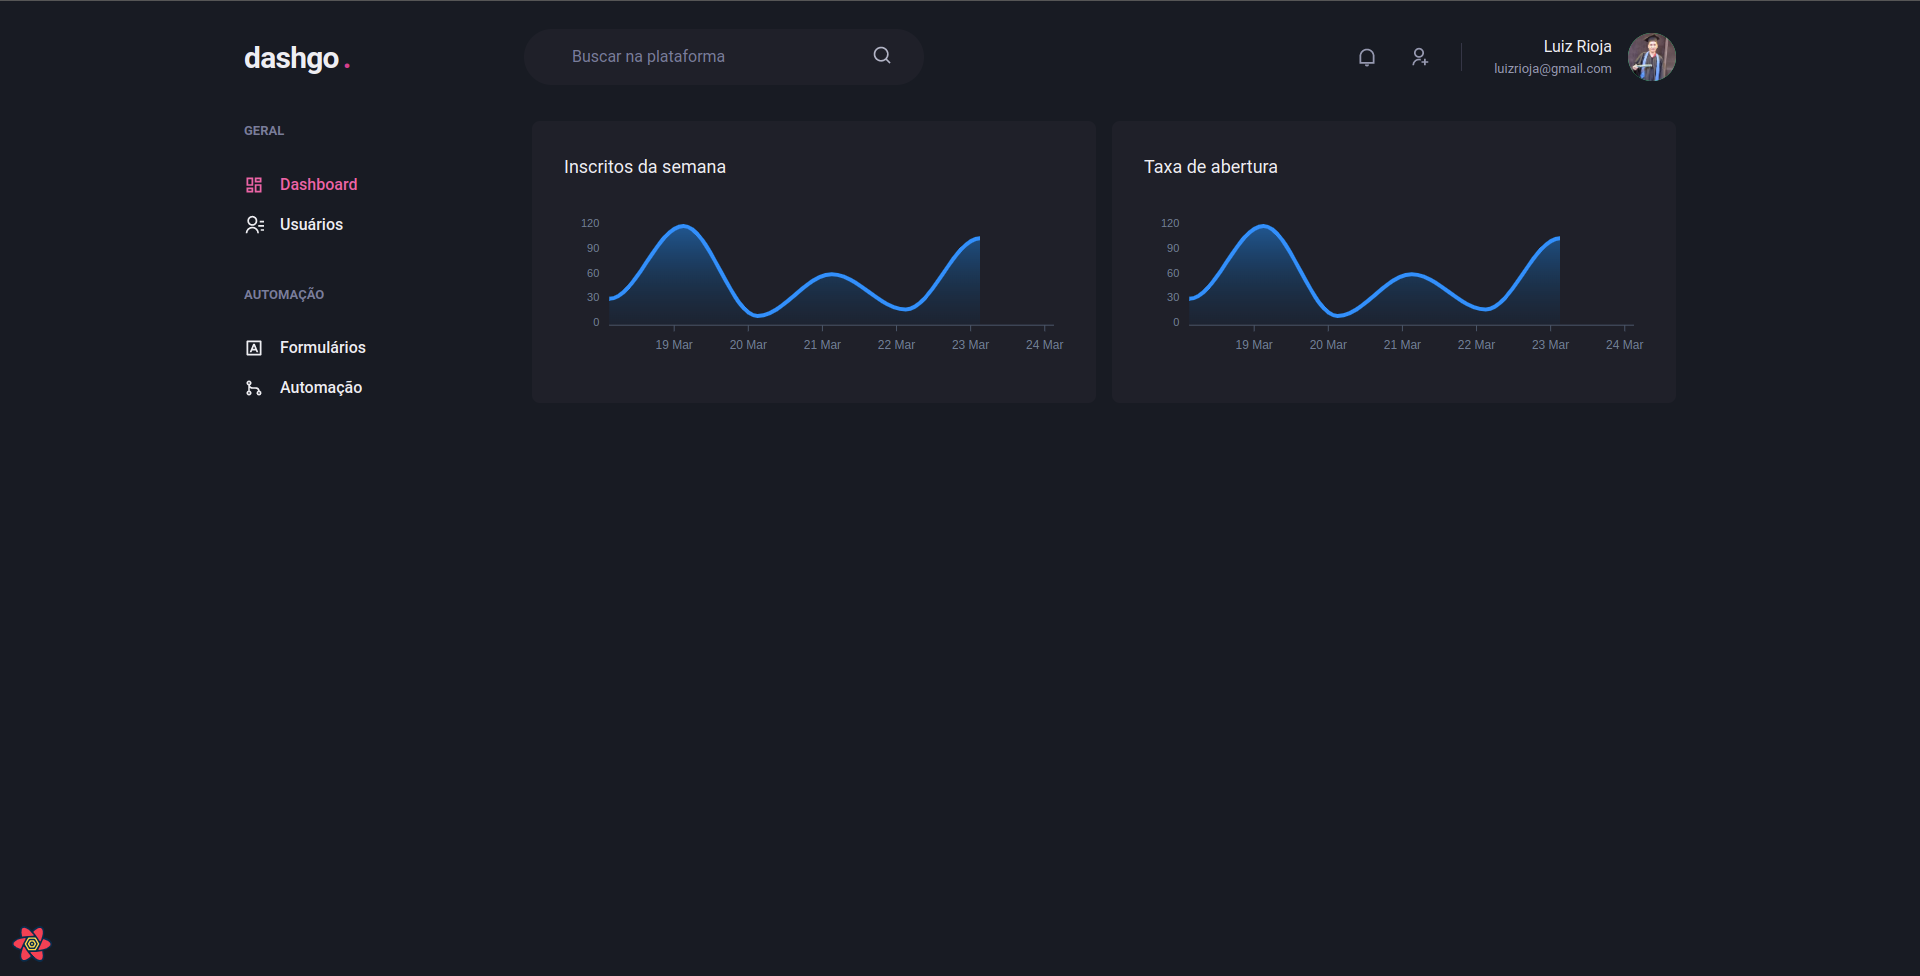 dashgo.
Buscar na plataforma
Luiz Rioja
luizrioja@gmail.com
GERAL
Dashboard
Usuários
AUTOMAÇÃO
Formulários
Automação
Inscritos da semana
120
90
60
30
0
19 Mar 20 Mar 21 Mar 22 Mar 23 Mar 24 Mar
Taxa de abertura
120
90
60
30
0
19 Mar 20 Mar 21 Mar 22 Mar 23 Mar 24 Mar